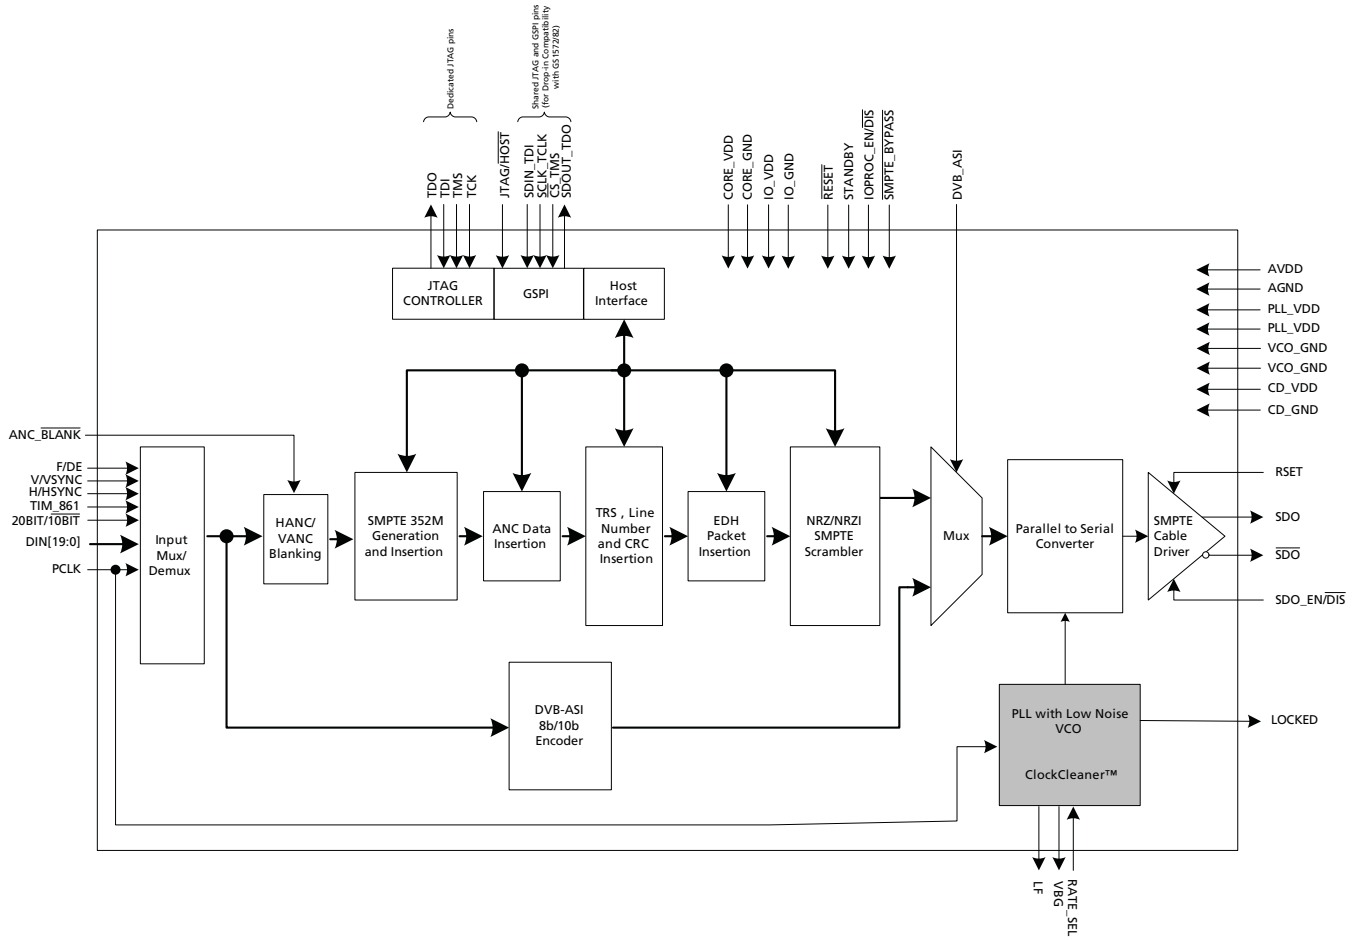 Dedicated JTAG pins
Shared JTAG and GSPI pins
(for Drop-in Compatibility
with GS1572/82)
TDO
TDI
TMS
TCK
JTAG/HOST
SDIN_TDI
SCLK_TCLK
CS_TMS
SDOUT_TDO
CORE_VDD
CORE_GND
IO_VDD
IO_GND
RESET
STANDBY
IOPROC_EN/DIS
SMPTE_BYPASS
DVB_ASI
JTAG
CONTROLLER
GSPI
Host
Interface
AVDD
AGND
PLL_VDD
PLL_VDD
VCO_GND
VCO_GND
CD_VDD
CD_GND
ANC_BLANK
F/DE
V/VSYNC
H/HSYNC
TIM_861
20BIT/10BIT
DIN[19:0]
PCLK
Input
Mux/
Demux
HANC/
VANC
Blanking
SMPTE 352M
Generation
and Insertion
ANC Data
Insertion
TRS , Line
Number
and CRC
Insertion
EDH
Packet
Insertion
NRZ/NRZI
SMPTE
Scrambler
Mux
Parallel to Serial
Converter
SMPTE
Cable
Driver
RSET
SDO
SDO
SDO_EN/DIS
DVB-ASI
8b/10b
Encoder
PLL with Low Noise
VCO
ClockCleaner™
LOCKED
LF
VBG
RATE_SEL